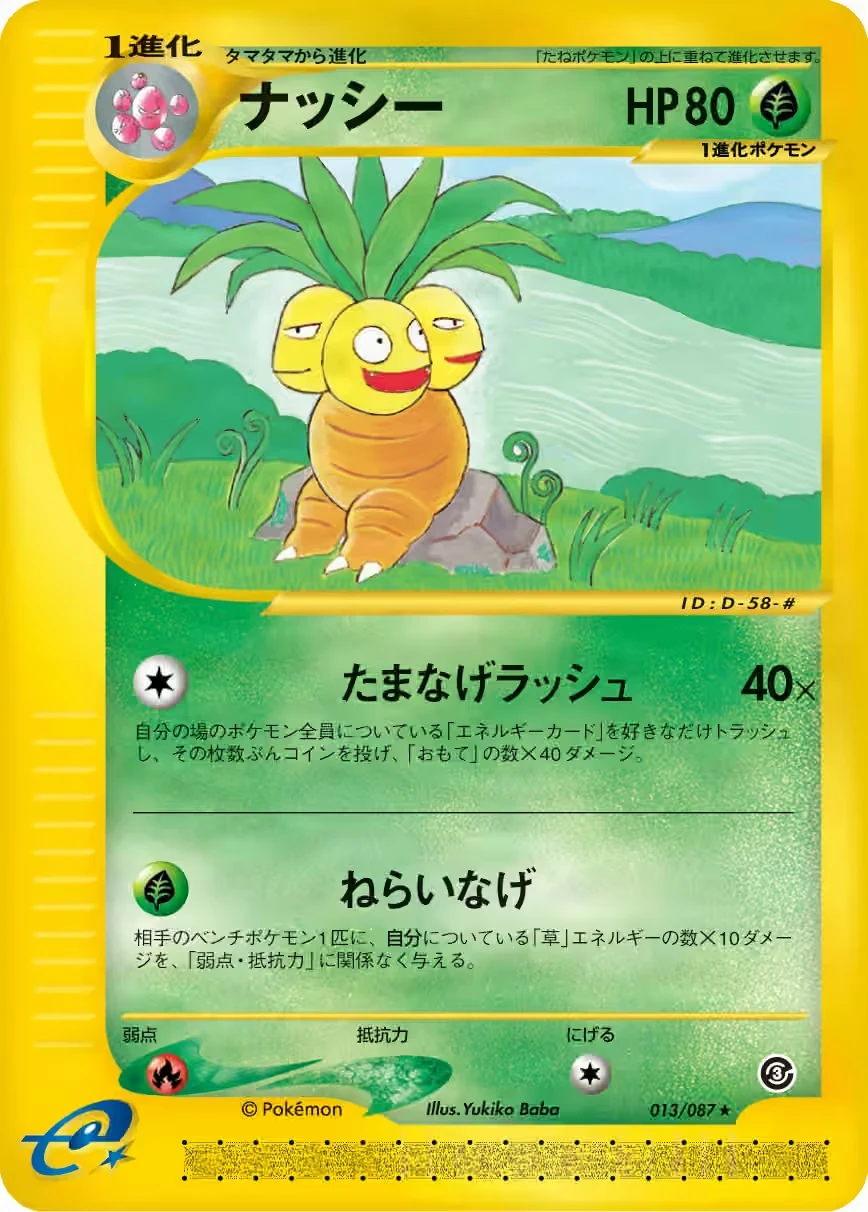 1進化
タマタマから進化
「たねポケモン」の上に重ねて進化させます。
ナッシー
HP80
1進化ポケモン
ID:D-58-#
たまなげラッシュ
40×
自分の場のポケモン全員についている「エネルギーカード」を好きなだけトラッシュ
し、その枚数ぶんコインを投げ、「おもて」の数×40ダメージ。
ねらいなげ
相手のベンチポケモン1匹に、自分についている「草」エネルギーの数×10ダメー
ジを、「弱点・抵抗力」に関係なく与える。
弱点
抵抗力
にげる
3
© Pokémon
Illus.Yukiko Baba
013/087★
e